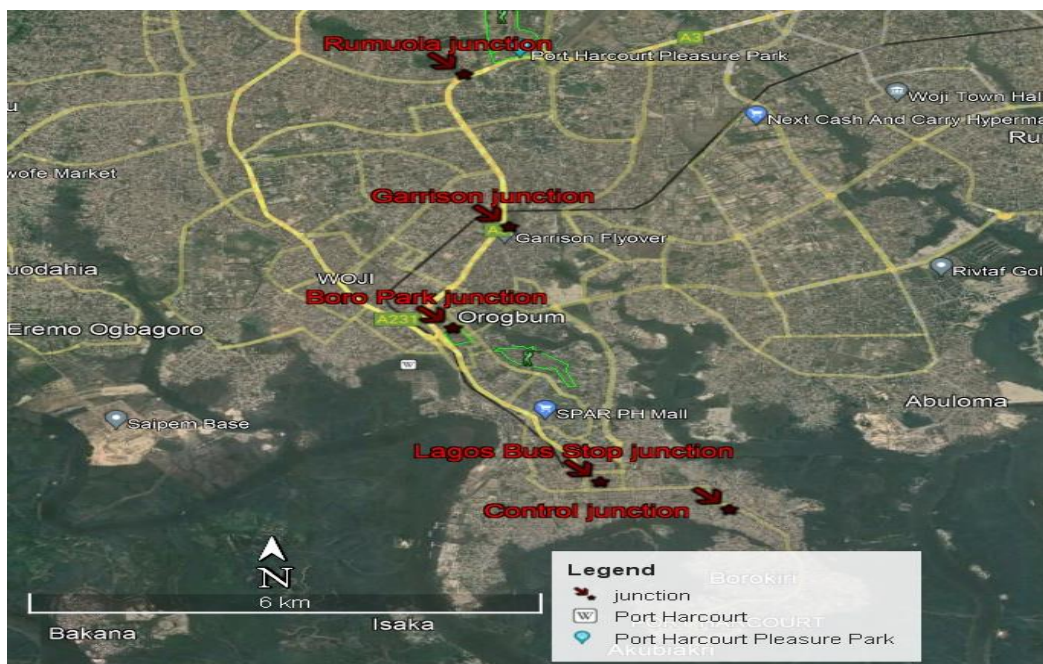 Rumuola junction
A3
Port Harcourt Pleasure Park
Woji Town Hal
Next Cash And Carry Hyperma
Ru
wofe Market
Garrison junction
Garrison Flyover
uodahia
WOJI
Rivtaf Gol
Boro Park junction
Orogbum
A231
Eremo Ogbagoro
W
SPAR PH Mall
Abuloma
Saipem Base
Lagos Bus Stop junction
Control junction
N
6 km
Legend
junction
W Port Harcourt
Port Harcourt Pleasure Park
Borokiri
Bakana
Isaka